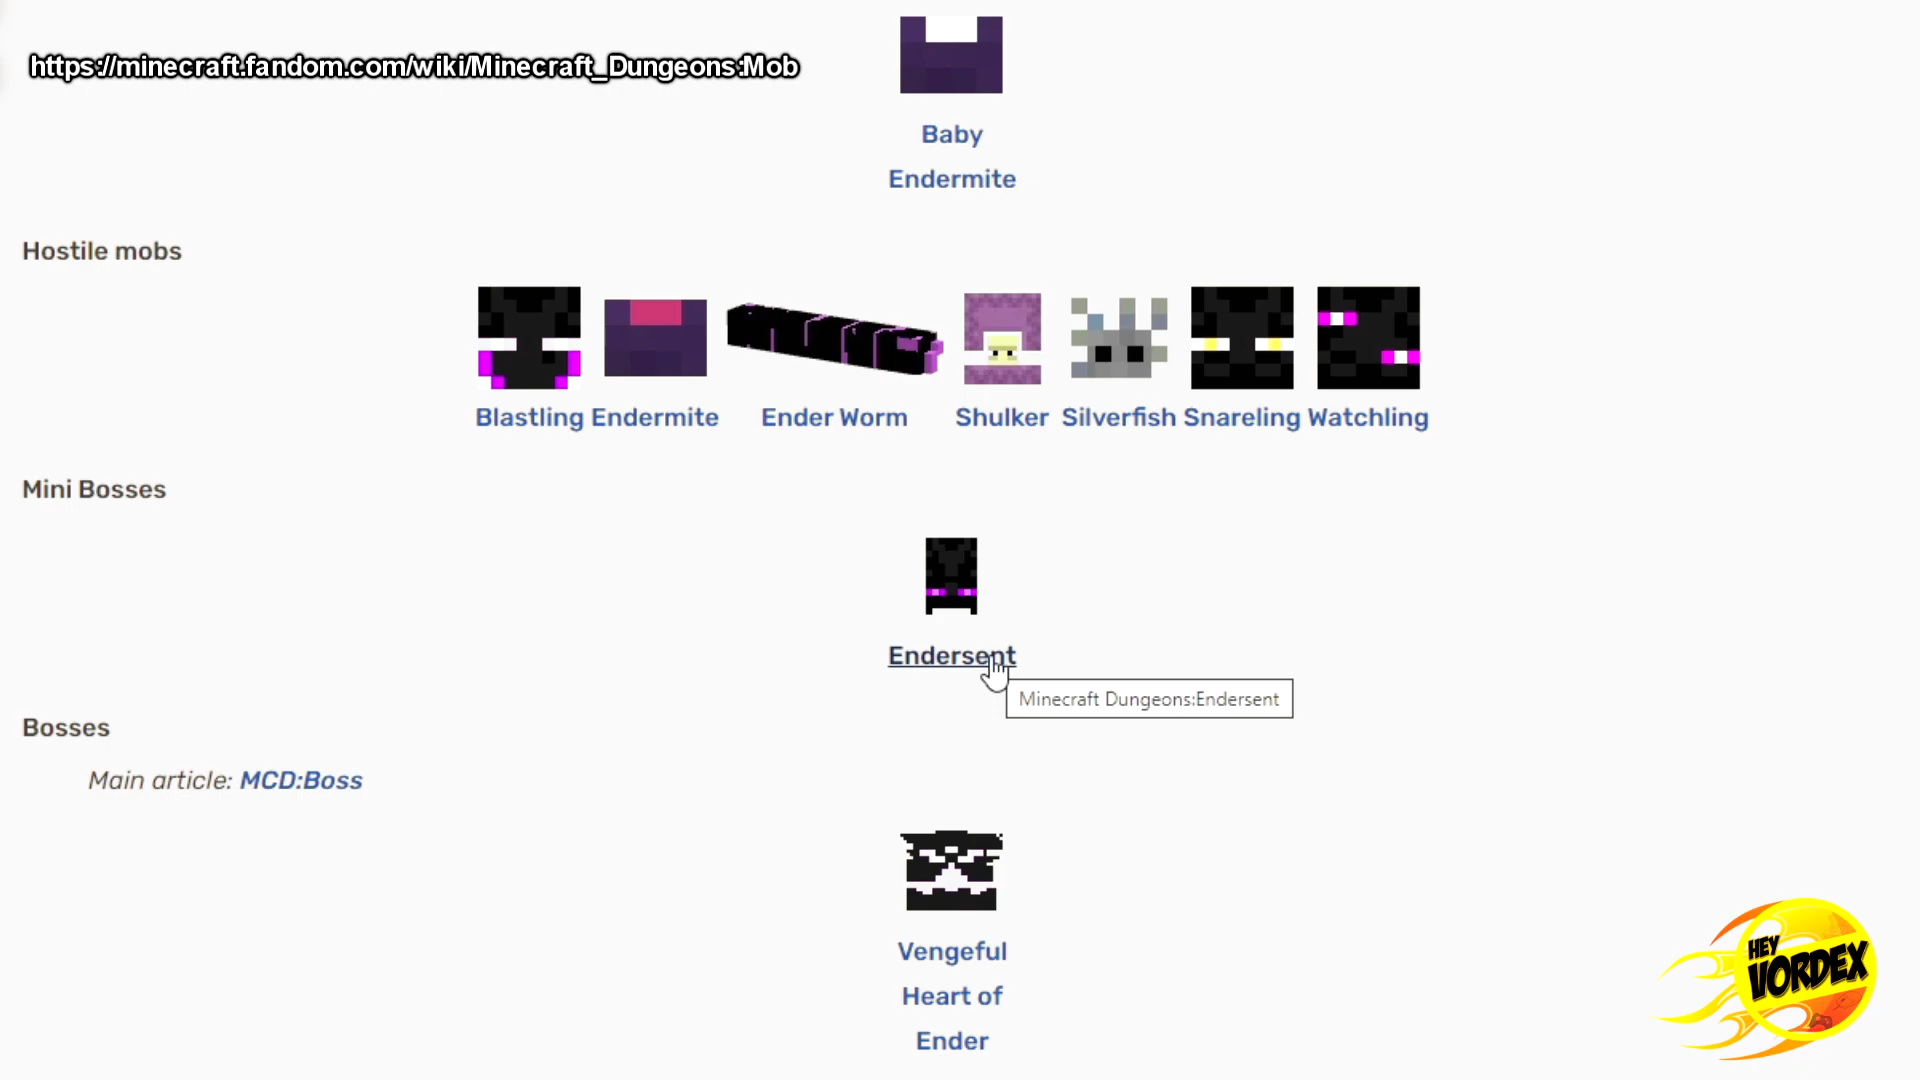 https://minecraft.fandom.com/wiki/Minecraft_Dungeons:Mob
Baby
Endermite
Hostile mobs
Blastling Endermite Ender Worm Shulker Silverfish Snareling Watchling
Mini Bosses
Endersent
Minecraft Dungeons:Endersent
Bosses
Main article: MCD:Boss
Vengeful
Heart of
Ender
HEY
VORDEX